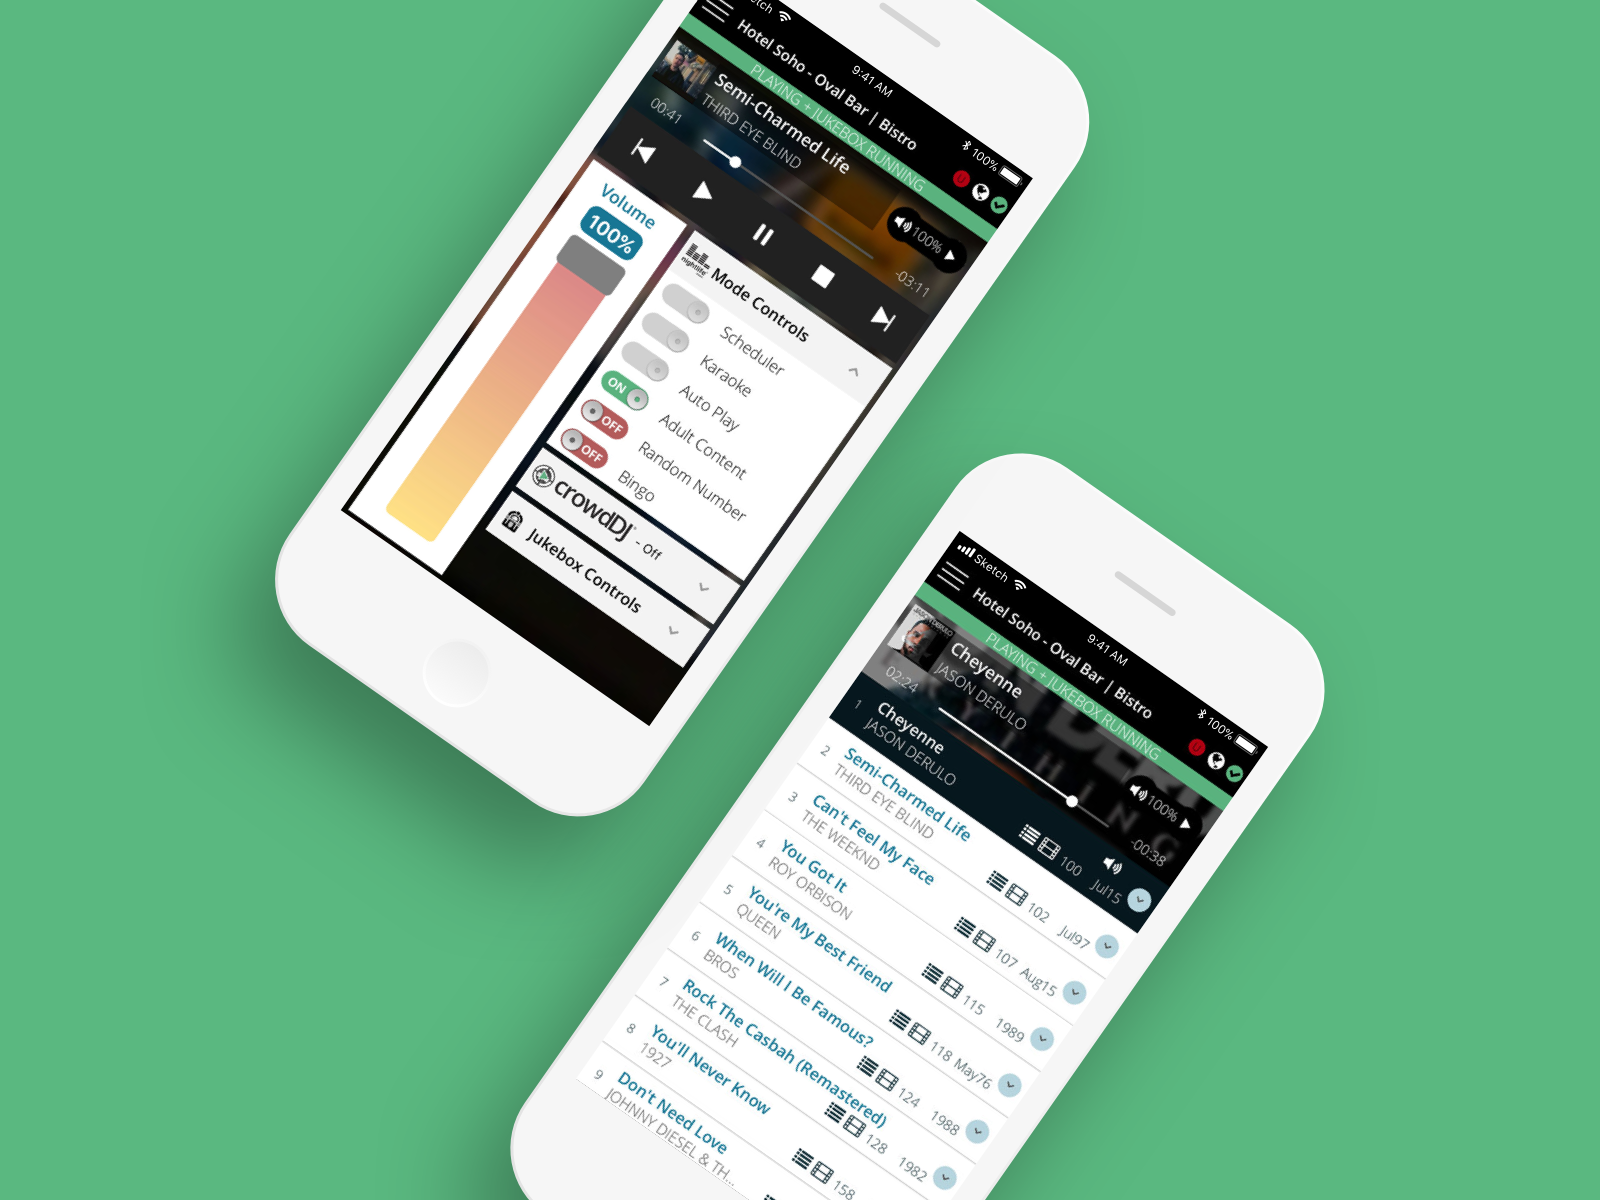 9:41 AM
100%
Hotel Soho - Oval Bar | Bistro
PLAYING + JUKEBOX RUNNING
Semi-Charmed Life
THIRD EYE BLIND
00:41
100%
-03:11
Volume
100%
nightlife
Mode Controls
Scheduler
Karaoke
Auto Play
ON
Adult Content
OFF
Random Number
OFF
Bingo
crowdDJ - Off
Jukebox Controls
Sketch
9:41 AM
100%
Hotel Soho - Oval Bar | Bistro
PLAYING + JUKEBOX RUNNING
JASON DERULO
Cheyenne
JASON DERULO
02:24
100%
-00:38
1
Cheyenne
JASON DERULO
100
Jul15
2
Semi-Charmed Life
THIRD EYE BLIND
102
Jul97
3
Can't Feel My Face
THE WEEKND
107
Aug15
4
You Got It
ROY ORBISON
115
1989
5
You're My Best Friend
QUEEN
118
May76
6
When Will I Be Famous?
BROS
124
1988
7
Rock The Casbah (Remastered)
THE CLASH
128
1982
8
You'll Never Know
1927
158
9
Don't Need Love
JOHNNY DIESEL & TH...